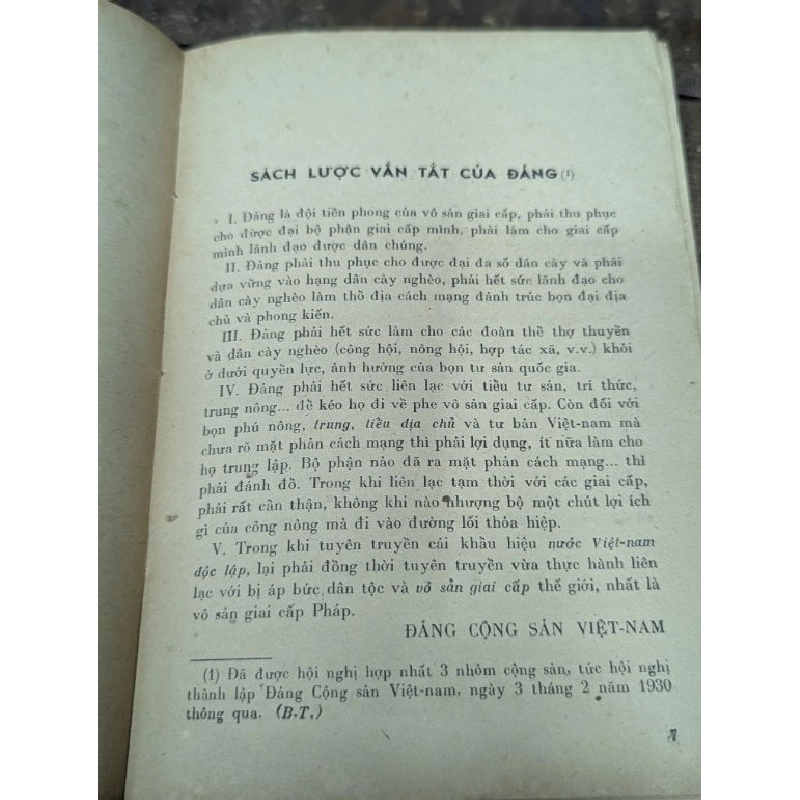 SÁCH LƯỢC VẮN TẮT CỦA ĐẢNG (1)
I. Đảng là đội tiền phong của vô sản giai cấp, phải thu phục
cho được đại bộ phận giai cấp mình, phải làm cho giai cấp
mình lãnh đạo được dân chúng.
II. Đảng phải thu phục cho được đại đa số dân cày và phải
dựa vững vào hạng dân cày nghèo, phải hết sức lãnh đạo cho
dân cày nghèo làm thổ địa cách mạng đánh trúc bọn đại địa
chủ và phong kiến.
III. Đảng phải hết sức làm cho các đoàn thể thợ thuyền
và dân cày nghèo (công hội, nông hội, hợp tác xã, v.v.) khỏi
ở dưới quyền lực, ảnh hưởng của bọn tư sản quốc gia.
IV. Đảng phải hết sức liên lạc với tiểu tư sản, trí thức,
trung nông... để kéo họ đi về phe vô sản giai cấp. Còn đối với
bọn phú nông, trung, tiểu địa chủ và tư bản Việt-nam mà
chưa rõ mặt phản cách mạng thì phải lợi dụng, ít nữa làm cho
họ trung lập. Bộ phận nào đã ra mặt phản cách mạng... thì
phải đánh đổ. Trong khi liên lạc tạm thời với các giai cấp,
phải rất cẩn thận, không khi nào nhượng bộ một chút lợi ích
gì của công nông mà đi vào đường lối thỏa hiệp.
V. Trong khi tuyên truyền cái khẩu hiệu nước Việt-nam
độc lập, lại phải đồng thời tuyên truyền vừa thực hành liên
lạc với bị áp bức dân tộc và vô sản giai cấp thế giới, nhất là
vô sản giai cấp Pháp.
ĐẢNG CỘNG SẢN VIỆT-NAM
(1) Đã được hội nghị hợp nhất 3 nhóm cộng sản, tức hội nghị
thành lập Đảng Cộng sản Việt-nam, ngày 3 tháng 2 năm 1930
thông qua. (B.T.)
7